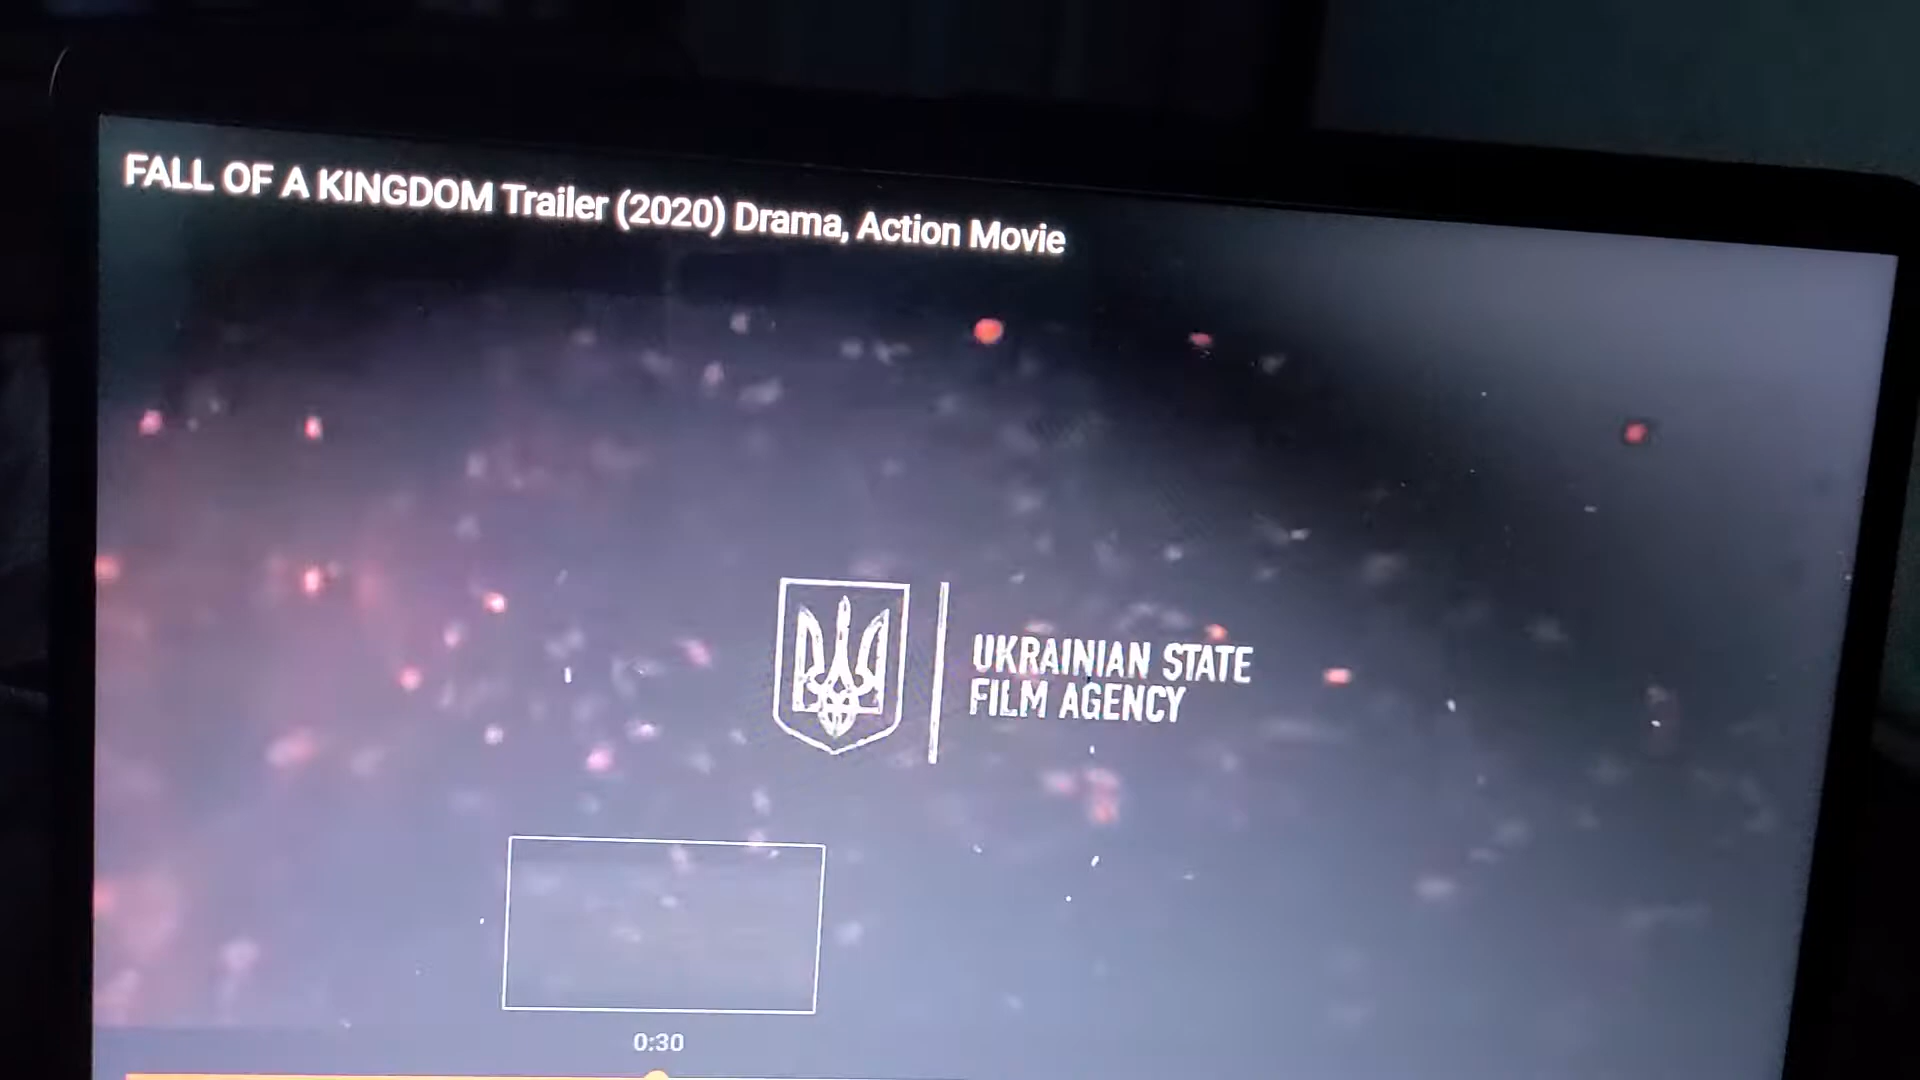 FALL OF A KINGDOM Trailer (2020) Drama, Action Movie
UKRAINIAN STATE
FILM AGENCY
0:30